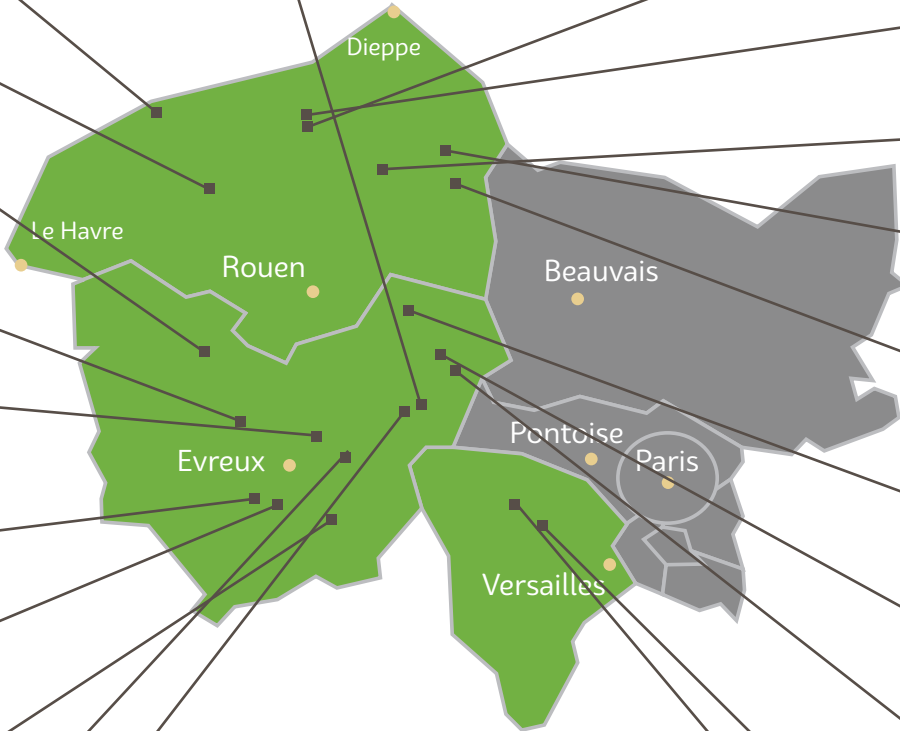 Dieppe
Le Havre
Rouen
Beauvais
Pontoise
Evreux
Paris
Versailles